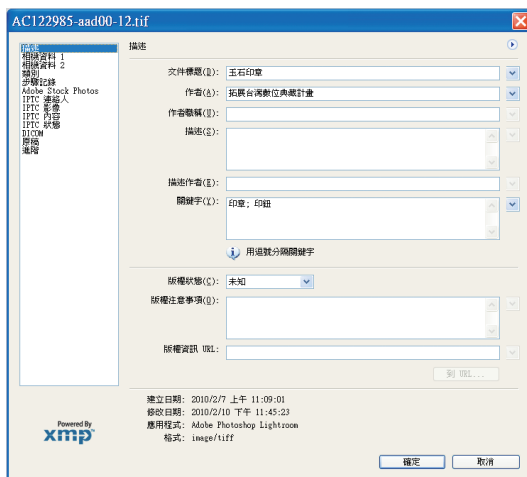 AC122985-aad00-12.tif
描述
相機資料 1
相機資料 2
類別
步驟記錄
Adobe Stock Photos
IPTC 連絡人
IPTC 影像
IPTC 內容
IPTC 狀態
DICOM
原稿
進階
描述
文件標題(D): 玉石印章
作者(A): 拓展台灣數位典藏計畫
作者職稱(U):
描述(S):
描述作者(E):
關鍵字(Y): 印章; 印鈕
用逗號分隔關鍵字
版權狀態(C): 未知
版權注意事項(O):
版權資訊 URL:
到 URL...
建立日期: 2010/2/7 上午 11:09:01
修改日期: 2010/2/10 下午 11:45:23
應用程式: Adobe Photoshop Lightroom
格式: image/tiff
Powered By
xmp
確定 取消